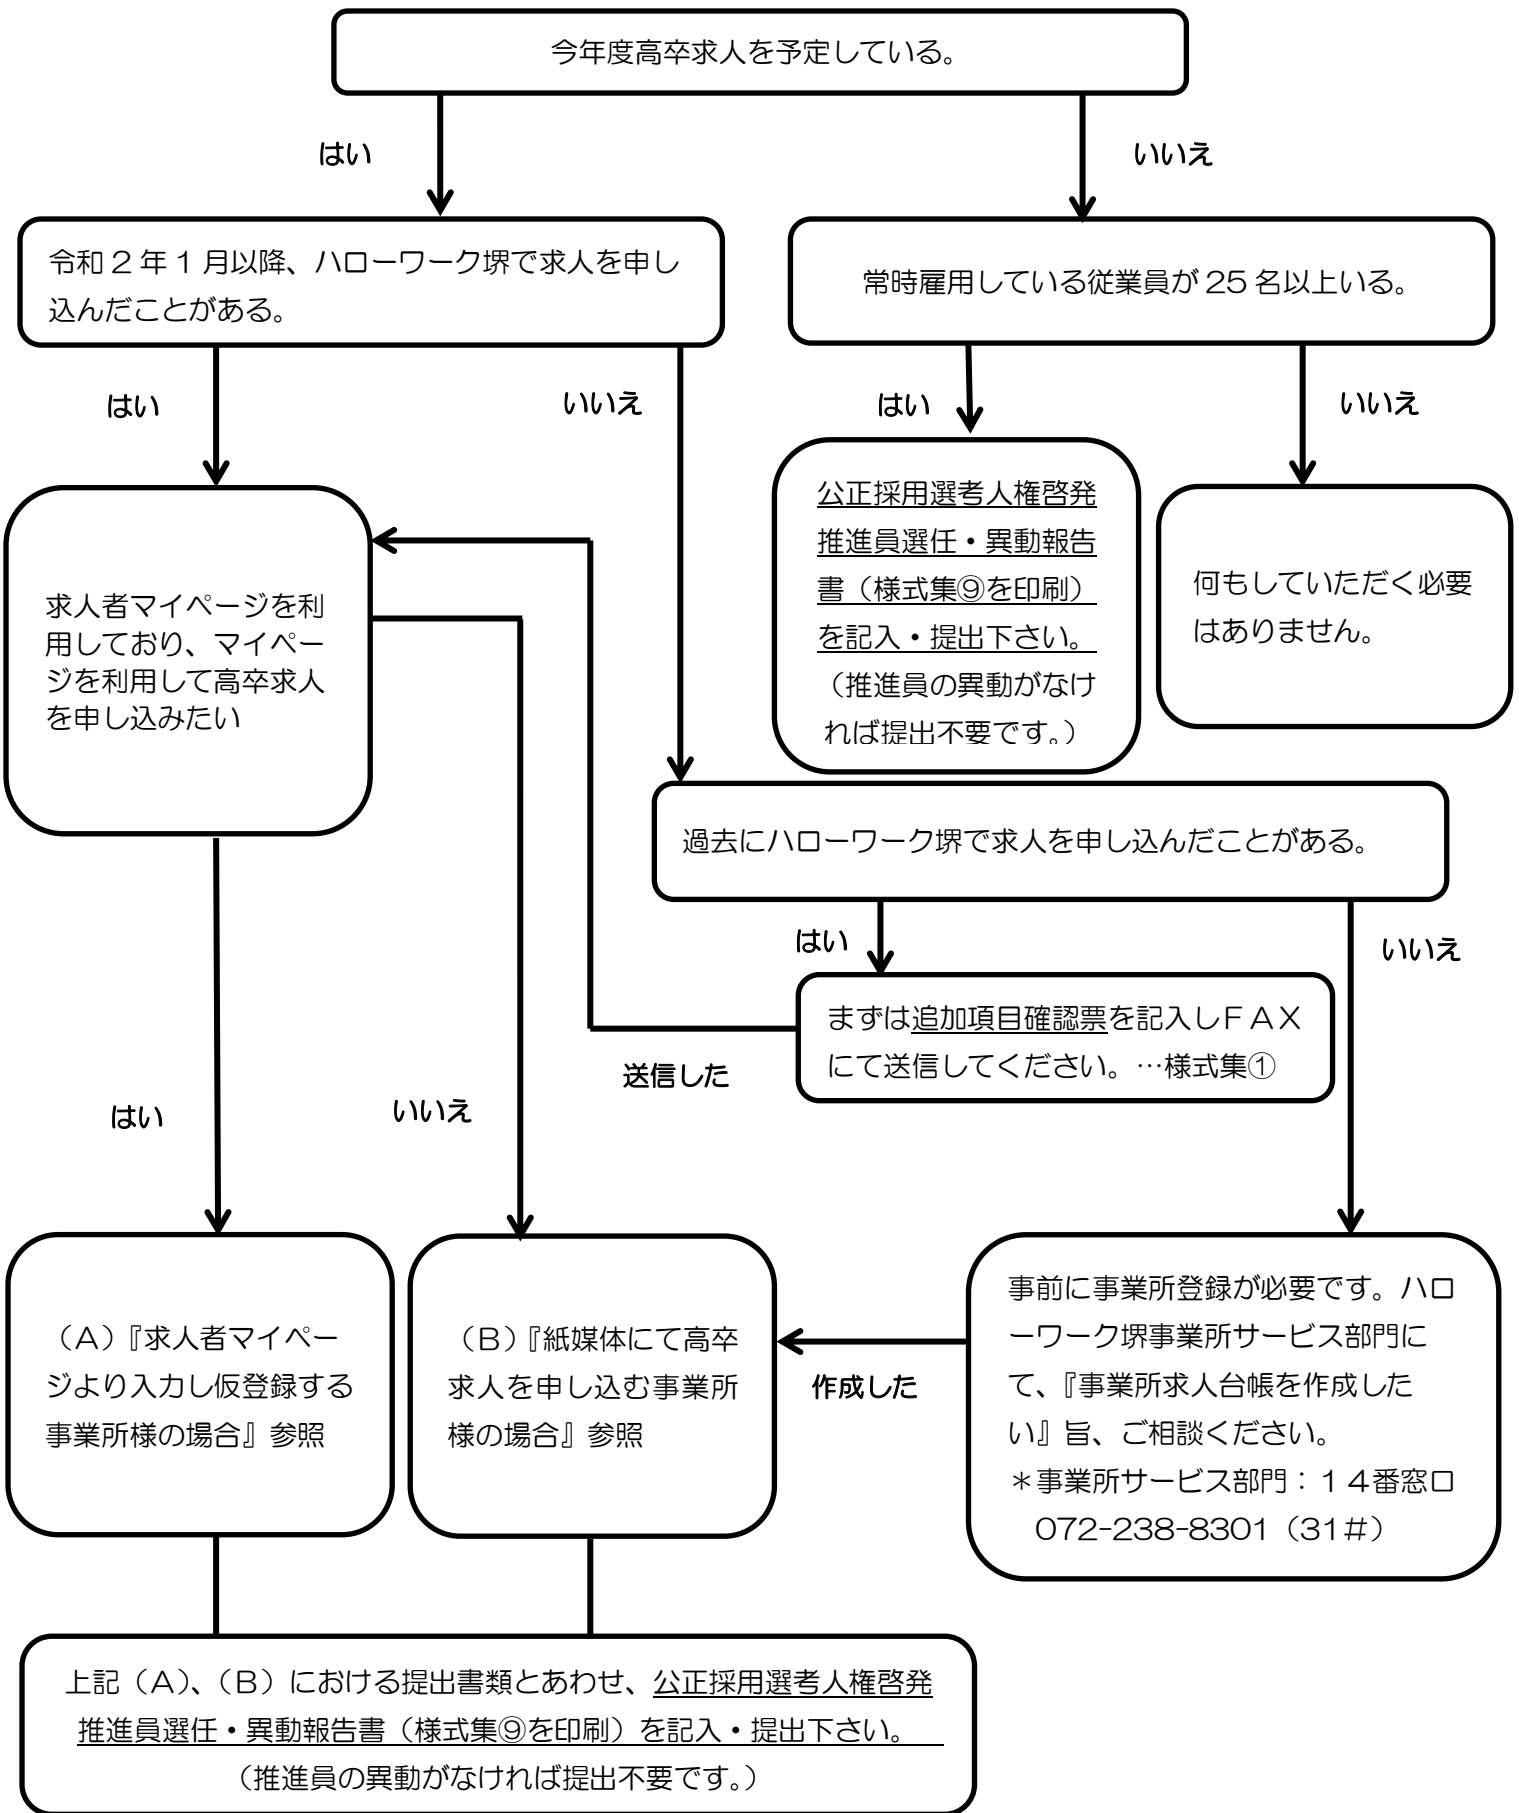 今年度高卒求人を予定している。
はい
いいえ
令和２年１月以降、ハローワーク堺で求人を申し
込んだことがある。
常時雇用している従業員が25名以上いる。
はい
いいえ
はい
いいえ
公正採用選考人権啓発
推進員選任・異動報告
書（様式集⑨を印刷）
を記入・提出下さい。
（推進員の異動がなけ
れば提出不要です。）
何もしていただく必要
はありません。
求人者マイページを利
用しており、マイペー
ジを利用して高卒求人
を申し込みたい
過去にハローワーク堺で求人を申し込んだことがある。
はい
いいえ
まずは追加項目確認票を記入しＦＡＸ
にて送信してください。…様式集①
送信した
はい
いいえ
（Ａ）『求人者マイペー
ジより入力し仮登録する
事業所様の場合』参照
（Ｂ）『紙媒体にて高卒
求人を申し込む事業所
様の場合』参照
作成した
事前に事業所登録が必要です。ハロ
ーワーク堺事業所サービス部門に
て、『事業所求人台帳を作成した
い』旨、ご相談ください。
＊事業所サービス部門：１４番窓口
072-238-8301（31＃）
上記（Ａ）、（Ｂ）における提出書類とあわせ、公正採用選考人権啓発
推進員選任・異動報告書（様式集⑨を印刷）を記入・提出下さい。
（推進員の異動がなければ提出不要です。）